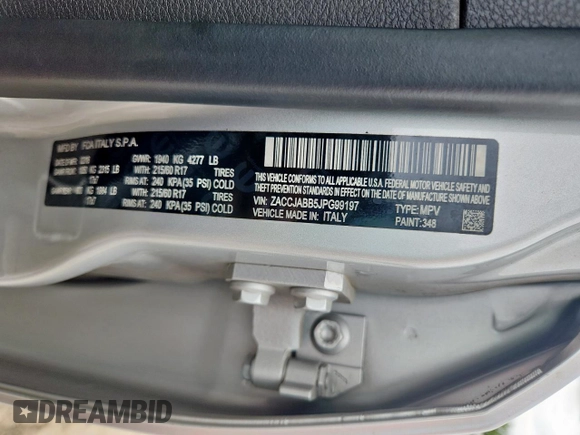 MFD BY: FCA ITALY S.P.A.
GVWR: 1940 KG 4277 LB
WITH: 215/60 R17 TIRES
RIMS AT: 240 KPA(35 PSI) COLD
WITH: 215/60 R17 TIRES
RIMS AT: 240 KPA(35 PSI) COLD
THIS VEHICLE CONFORMS TO ALL APPLICABLE U.S.A. FEDERAL MOTOR VEHICLE SAFETY
AND THEFT PREVENTION STANDARDS IN EFFECT ON THE DATE OF MANUFACTURE SHOWN ABOVE.
VIN: ZACCJABB5JPG99197 TYPE: MPV
VEHICLE MADE IN: ITALY PAINT: 348
DREAMBID